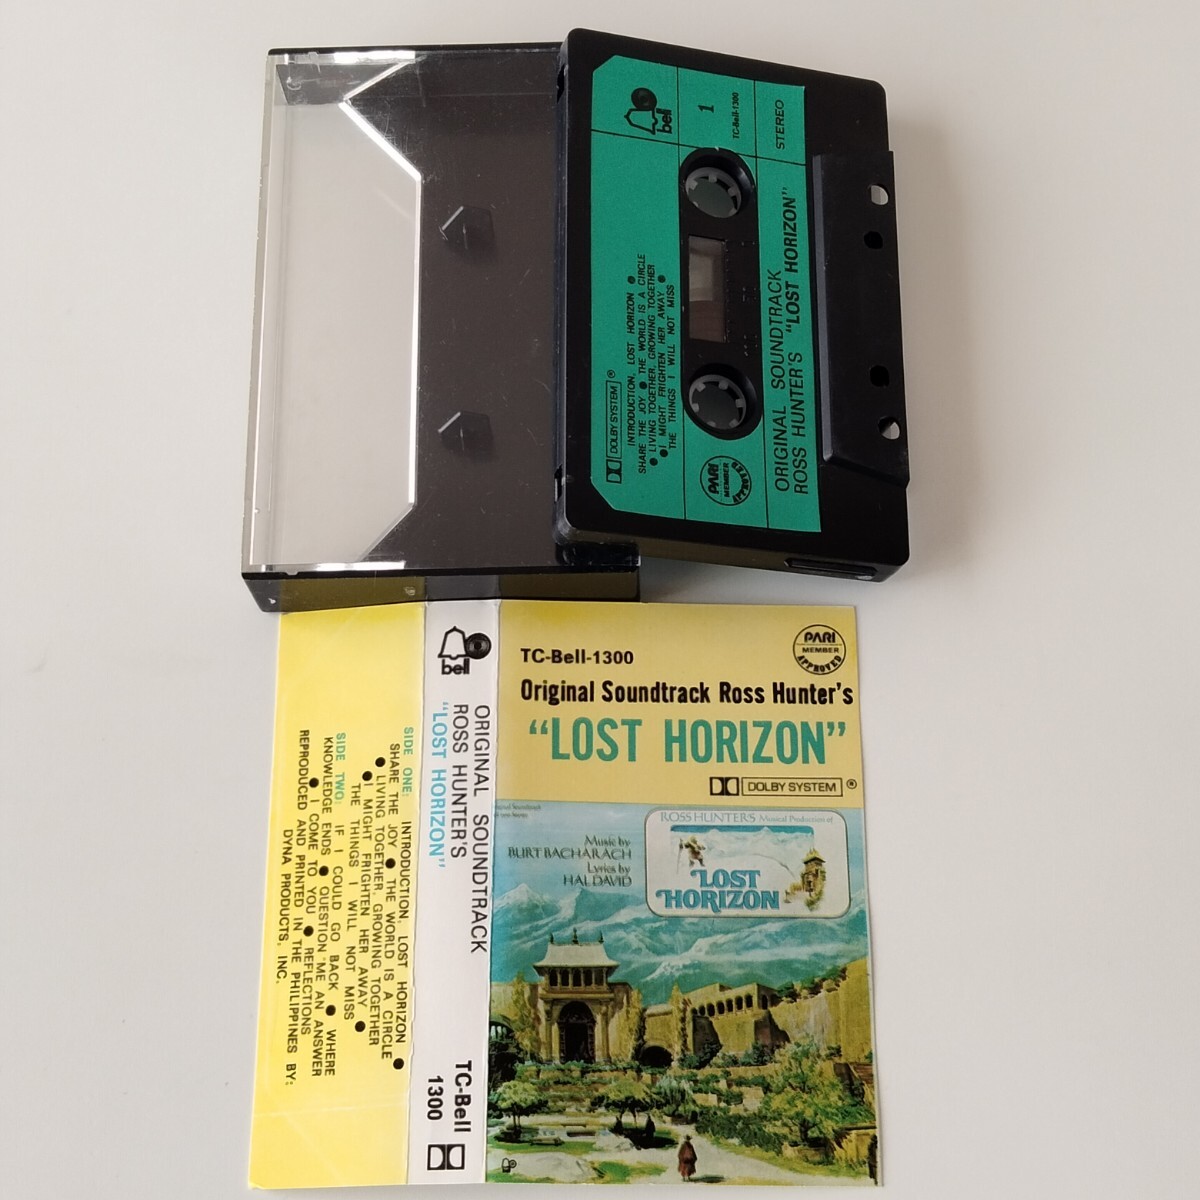 bell
1
TC-Bell-1300
STEREO
DOLBY SYSTEM ®
INTRODUCTION, LOST HORIZON ●
SHARE THE JOY ● THE WORLD IS A CIRCLE
● LIVING TOGETHER, GROWING TOGETHER
● I MIGHT FRIGHTEN HER AWAY ●
THE THINGS I WILL NOT MISS
PARI
MEMBER
APPROVED
ORIGINAL SOUNDTRACK
ROSS HUNTER'S "LOST HORIZON"
TC-Bell-1300
PARI
MEMBER
APPROVED
Original Soundtrack Ross Hunter's
"LOST HORIZON"
DOLBY SYSTEM ®
Original Soundtrack
Music by
BURT BACHARACH
Lyrics by
HAL DAVID
ROSS HUNTER'S Musical Production of
LOST
HORIZON
bell
ORIGINAL SOUNDTRACK
ROSS HUNTER'S
"LOST HORIZON"
TC-Bell
1300
SIDE ONE: INTRODUCTION, LOST HORIZON ●
SHARE THE JOY ● THE WORLD IS A CIRCLE
● LIVING TOGETHER, GROWING TOGETHER
● I MIGHT FRIGHTEN HER AWAY ●
THE THINGS I WILL NOT MISS
SIDE TWO: IF I COULD GO BACK ● WHERE
KNOWLEDGE ENDS ● QUESTION ME AN ANSWER
● I COME TO YOU ● REFLECTIONS
REPRODUCED AND PRINTED IN THE PHILIPPINES BY:
DYNA PRODUCTS, INC.